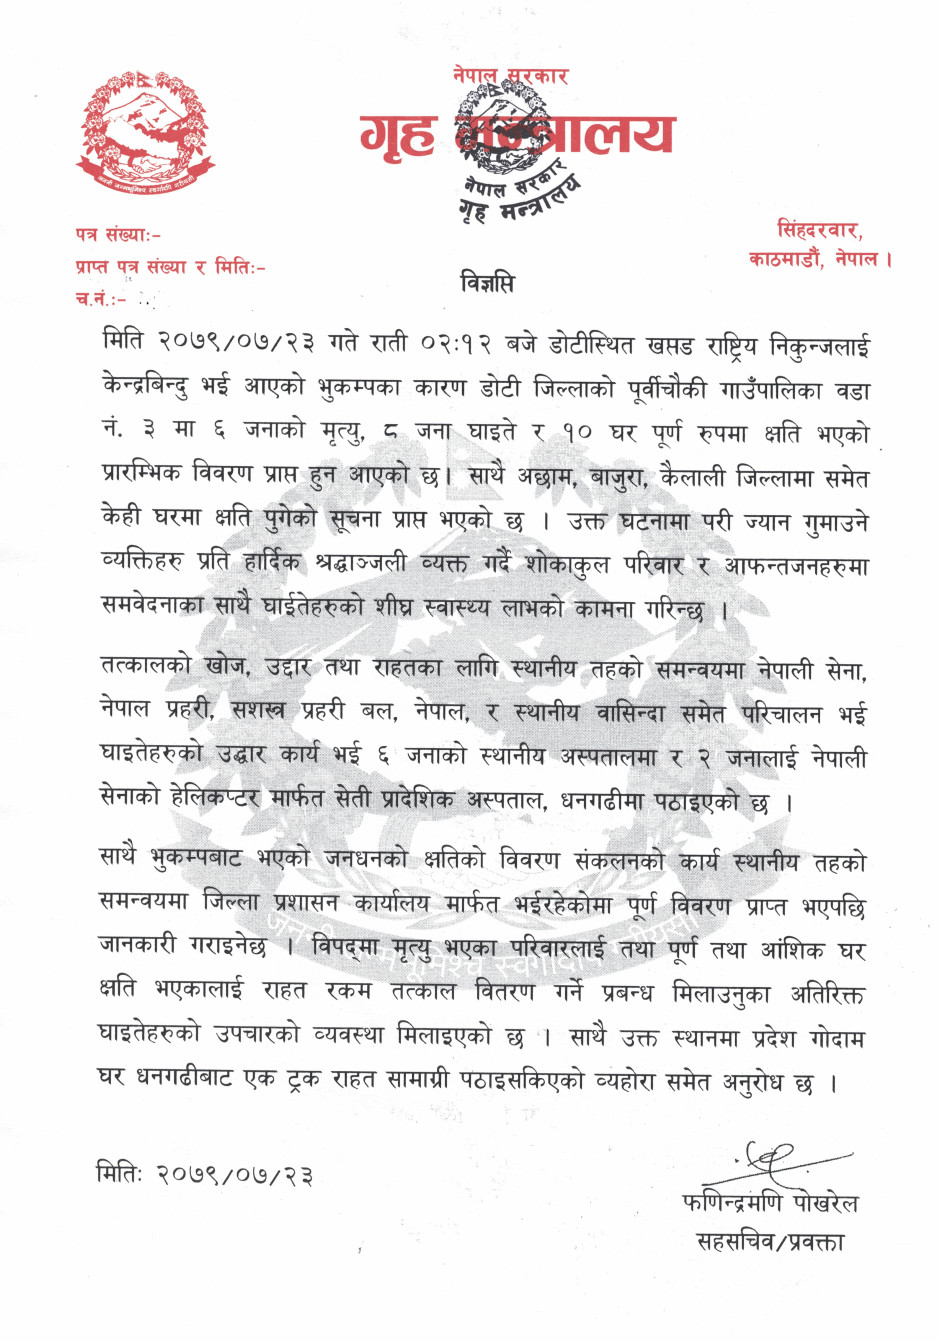 नेपाल सरकार
गृह मन्त्रालय
नेपाल सरकार
गृह मन्त्रालय
पत्र संख्याः-
प्राप्त पत्र संख्या र मितिः-
च.नं.:-
सिंहदरवार,
काठमाडौं, नेपाल ।
विज्ञप्ति
मिति २०७९/०७/२३ गते राती ०२:१२ बजे डोटीस्थित खप्तड राष्ट्रिय निकुन्जलाई
केन्द्रबिन्दु भई आएको भुकम्पका कारण डोटी जिल्लाको पूर्वीचौकी गाउँपालिका वडा
नं. ३ मा ६ जनाको मृत्यु, ८ जना घाइते र १० घर पूर्ण रुपमा क्षति भएको
प्रारम्भिक विवरण प्राप्त हुन आएको छ। साथै अछाम, बाजुरा, कैलाली जिल्लामा समेत
केही घरमा क्षति पुगेको सूचना प्राप्त भएको छ । उक्त घटनामा परी ज्यान गुमाउने
व्यक्तिहरु प्रति हार्दिक श्रद्धाञ्जली व्यक्त गर्दै शोकाकुल परिवार र आफन्तजनहरुमा
समवेदनाका साथै घाईतेहरुको शीघ्र स्वास्थ्य लाभको कामना गरिन्छ ।
तत्कालको खोज, उद्दार तथा राहतका लागि स्थानीय तहको समन्वयमा नेपाली सेना,
नेपाल प्रहरी, सशस्त्र प्रहरी बल, नेपाल, र स्थानीय वासिन्दा समेत परिचालन भई
घाइतेहरुको उद्धार कार्य भई ६ जनाको स्थानीय अस्पतालमा र २ जनालाई नेपाली
सेनाको हेलिकप्टर मार्फत सेती प्रादेशिक अस्पताल, धनगढीमा पठाइएको छ ।
साथै भुकम्पबाट भएको जनधनको क्षतिको विवरण संकलनको कार्य स्थानीय तहको
समन्वयमा जिल्ला प्रशासन कार्यालय मार्फत भईरहेकोमा पूर्ण विवरण प्राप्त भएपछि
जानकारी गराइनेछ । विपद्‌मा मृत्यु भएका परिवारलाई तथा पूर्ण तथा आंशिक घर
क्षति भएकालाई राहत रकम तत्काल वितरण गर्ने प्रबन्ध मिलाउनुका अतिरिक्त
घाइतेहरुको उपचारको व्यवस्था मिलाइएको छ । साथै उक्त स्थानमा प्रदेश गोदाम
घर धनगढीबाट एक ट्रक राहत सामाग्री पठाइसकिएको व्यहोरा समेत अनुरोध छ ।
मितिः २०७९/०७/२३
फणिन्द्रमणि पोखरेल
सहसचिव/प्रवक्ता